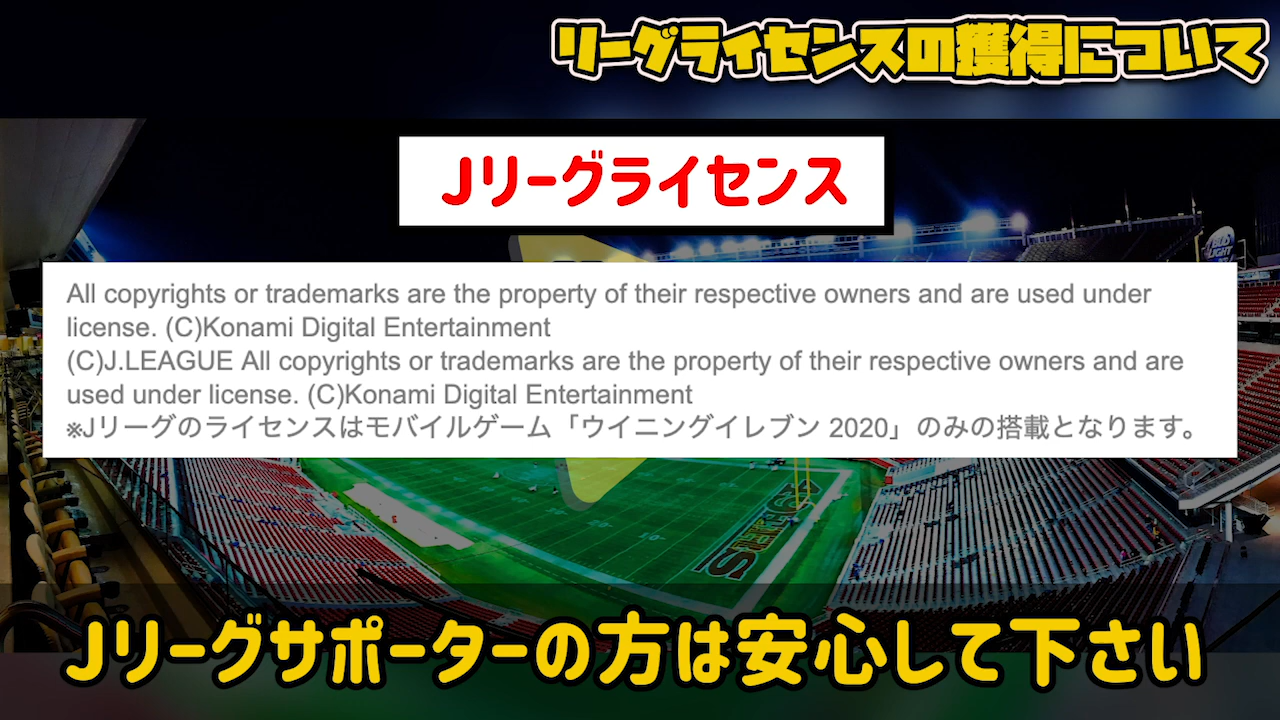 リーグライセンスの獲得について
Jリーグライセンス
BUD
LIGHT
All copyrights or trademarks are the property of their respective owners and are used under
license. (C)Konami Digital Entertainment
(C)J.LEAGUE All copyrights or trademarks are the property of their respective owners and are
used under license. (C)Konami Digital Entertainment
※Jリーグのライセンスはモバイルゲーム「ウイニングイレブン 2020」のみの搭載となります。
49ERS
Jリーグサポーターの方は安心して下さい